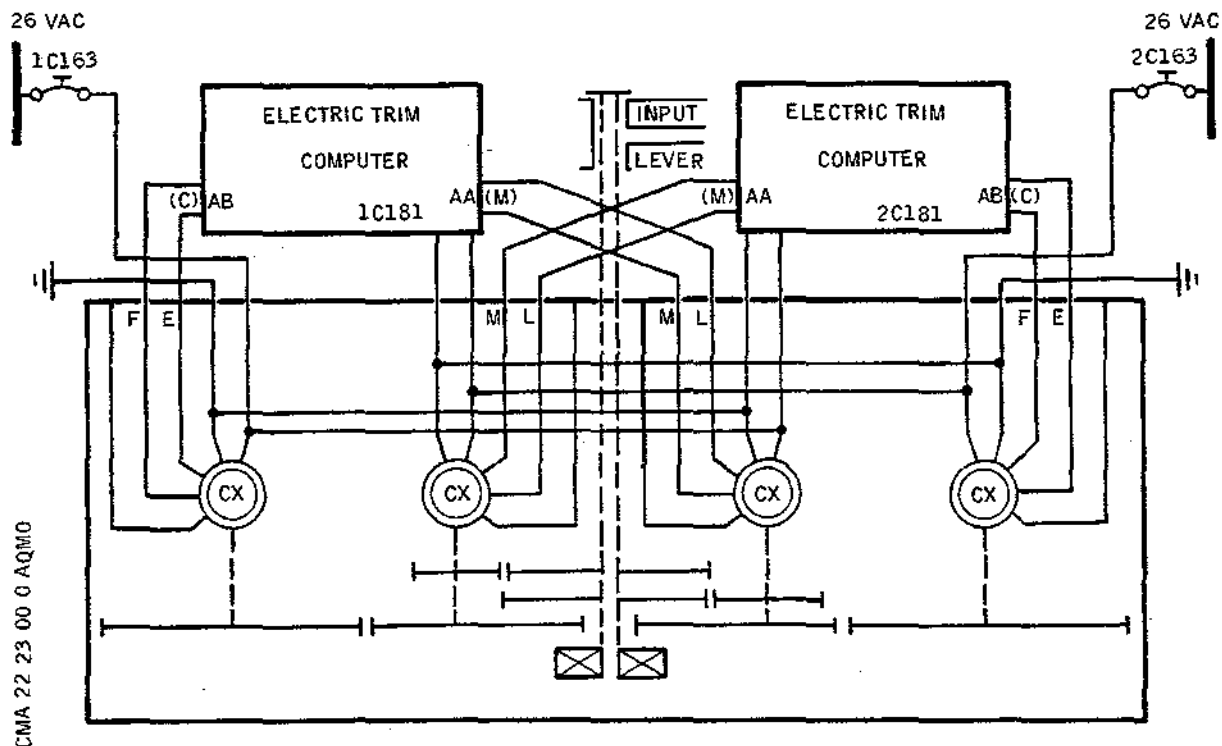 26 VAC
1C163
26 VAC
2C163
ELECTRIC TRIM
COMPUTER
(C) AB
AA (M)
1C181
INPUT
LEVER
ELECTRIC TRIM
COMPUTER
(M) AA
AB (C)
2C181
F E
M L
M L
F E
CX
CX
CX
CX
CMA 22 23 00 0 AQM0